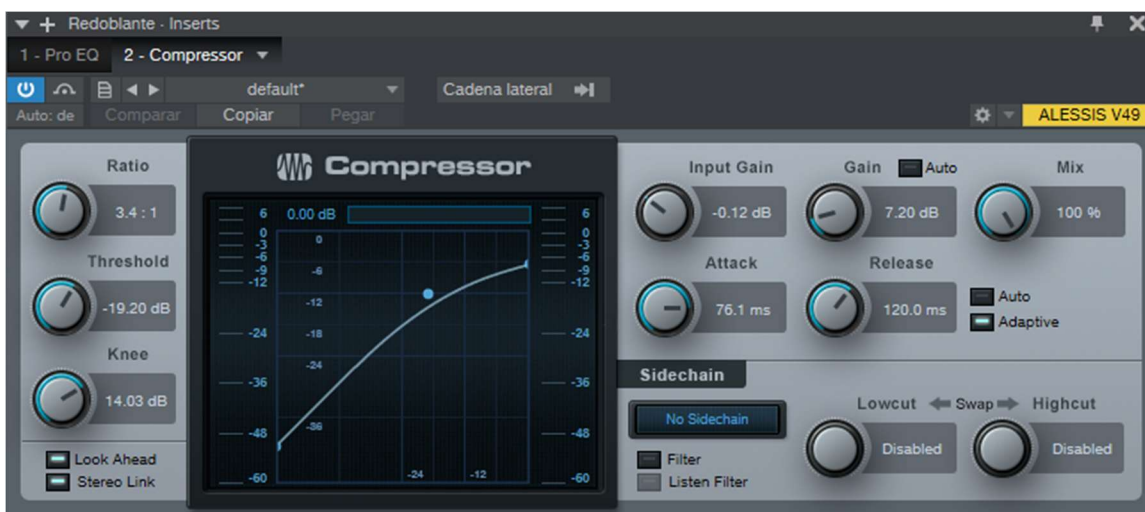 Redoblante - Inserts
1 - Pro EQ 2 - Compressor
default* Cadena lateral
Auto: de Comparar Copiar Pegar ALESSIS V49
Compressor
Ratio
3.4 : 1
Threshold
-19.20 dB
Knee
14.03 dB
Look Ahead
Stereo Link
6 0.00 dB 6
0 0 0
-3 -3
-6 -6
-9 -6 -9
-12 -12
-12
-24 -18 -24
-24
-36 -36
-36
-48 -48
-60 -24 -12 -60
Input Gain Gain Auto Mix
-0.12 dB 7.20 dB 100 %
Attack Release
76.1 ms 120.0 ms
Auto
Adaptive
Sidechain
No Sidechain
Filter
Listen Filter
Lowcut Swap Highcut
Disabled Disabled